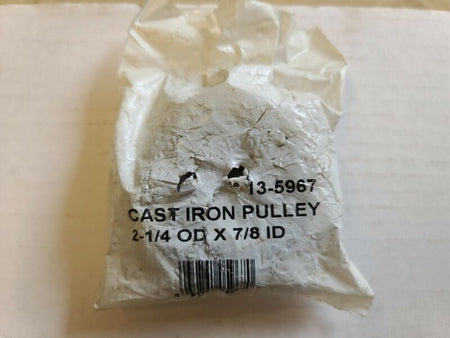 13-5967
CAST IRON PULLEY
2-1/4 OD X 7/8 ID